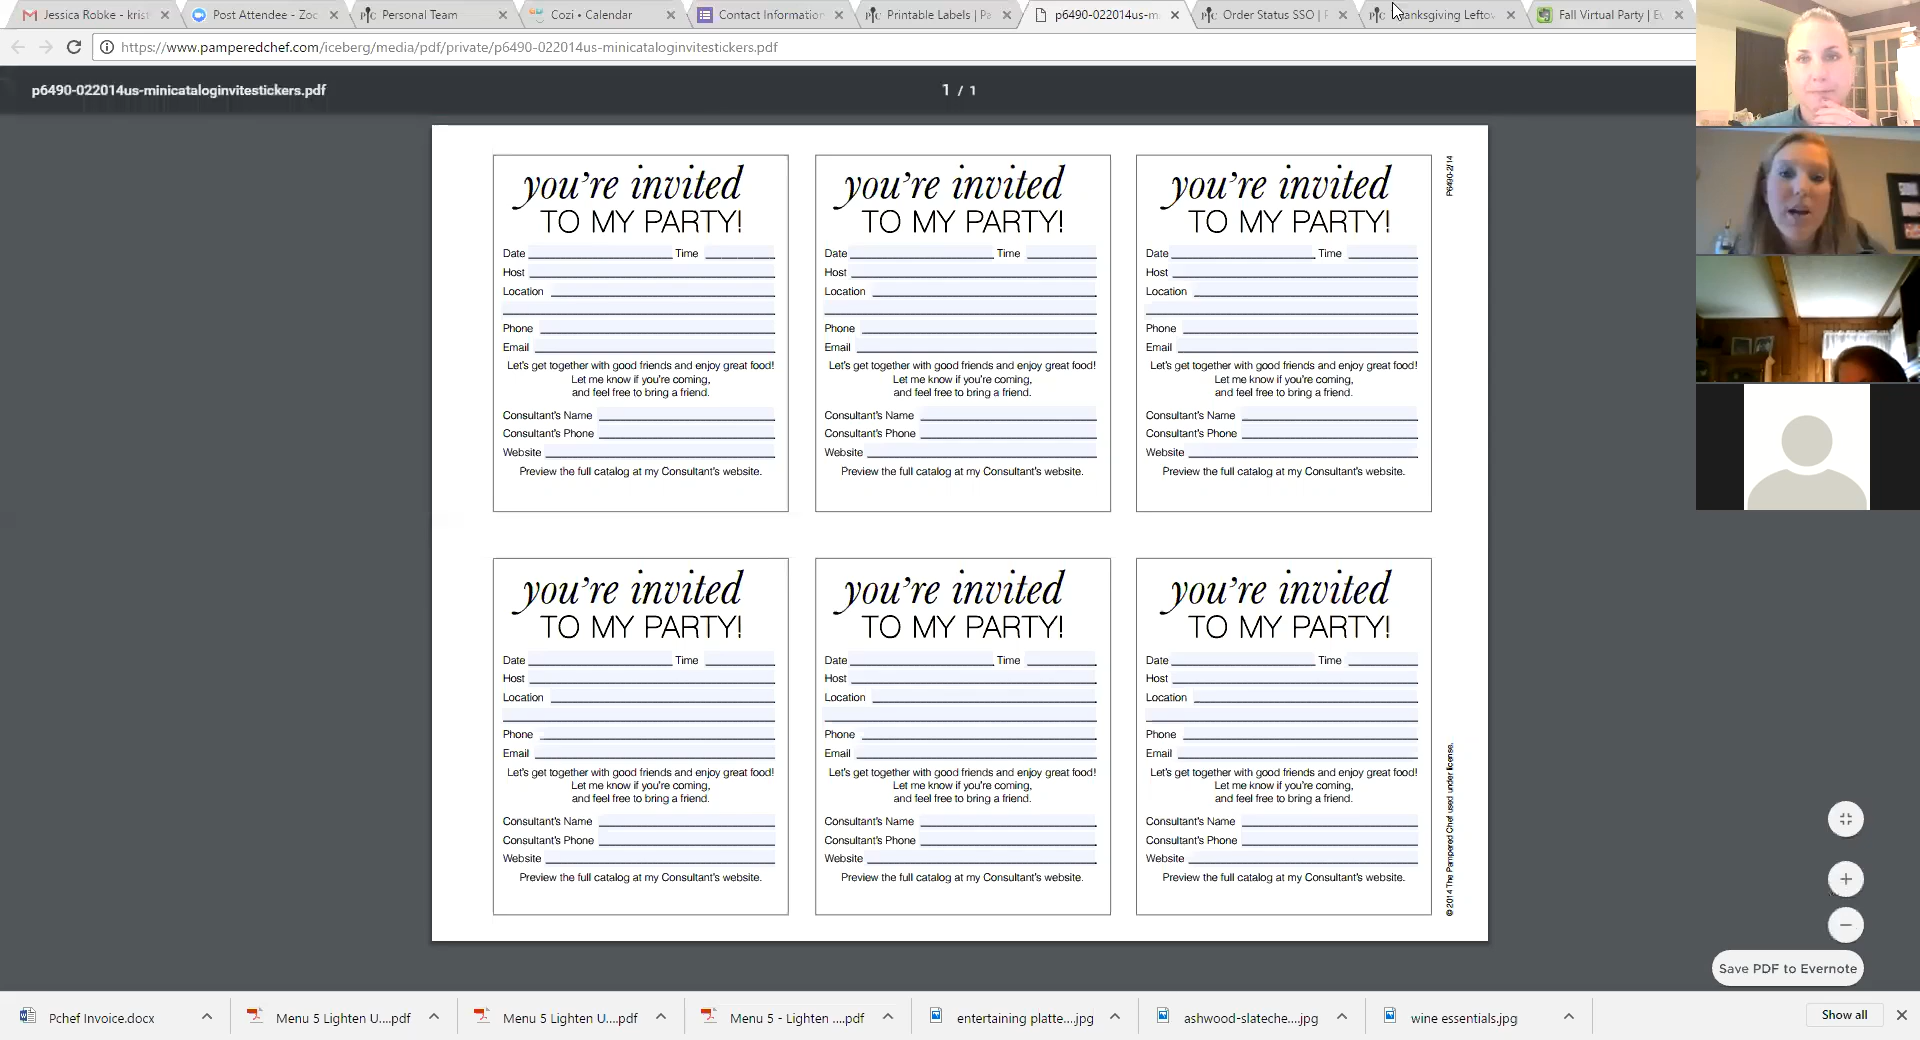 Jessica Robke - krist
Post Attendee - Zoc
Personal Team
Cozi • Calendar
Contact Information
Printable Labels | Pa
p6490-022014us-m
Order Status SSO | P
Thanksgiving Leftov
Fall Virtual Party | Ev
https://www.pamperedchef.com/iceberg/media/pdf/private/p6490-022014us-minicataloginvitestickers.pdf
p6490-022014us-minicataloginvitestickers.pdf
1 / 1
you're invited
TO MY PARTY!
Date Time
Host
Location
Phone
Email
Let's get together with good friends and enjoy great food!
Let me know if you're coming,
and feel free to bring a friend.
Consultant's Name
Consultant's Phone
Website
Preview the full catalog at my Consultant's website.
you're invited
TO MY PARTY!
Date Time
Host
Location
Phone
Email
Let's get together with good friends and enjoy great food!
Let me know if you're coming,
and feel free to bring a friend.
Consultant's Name
Consultant's Phone
Website
Preview the full catalog at my Consultant's website.
you're invited
TO MY PARTY!
Date Time
Host
Location
Phone
Email
Let's get together with good friends and enjoy great food!
Let me know if you're coming,
and feel free to bring a friend.
Consultant's Name
Consultant's Phone
Website
Preview the full catalog at my Consultant's website.
P6490-2/14
you're invited
TO MY PARTY!
Date Time
Host
Location
Phone
Email
Let's get together with good friends and enjoy great food!
Let me know if you're coming,
and feel free to bring a friend.
Consultant's Name
Consultant's Phone
Website
Preview the full catalog at my Consultant's website.
you're invited
TO MY PARTY!
Date Time
Host
Location
Phone
Email
Let's get together with good friends and enjoy great food!
Let me know if you're coming,
and feel free to bring a friend.
Consultant's Name
Consultant's Phone
Website
Preview the full catalog at my Consultant's website.
you're invited
TO MY PARTY!
Date Time
Host
Location
Phone
Email
Let's get together with good friends and enjoy great food!
Let me know if you're coming,
and feel free to bring a friend.
Consultant's Name
Consultant's Phone
Website
Preview the full catalog at my Consultant's website.
© 2014 The Pampered Chef used under license.
Save PDF to Evernote
Pchef Invoice.docx
Menu 5 Lighten U....pdf
Menu 5 Lighten U....pdf
Menu 5 - Lighten ....pdf
entertaining platte....jpg
ashwood-slateche....jpg
wine essentials.jpg
Show all